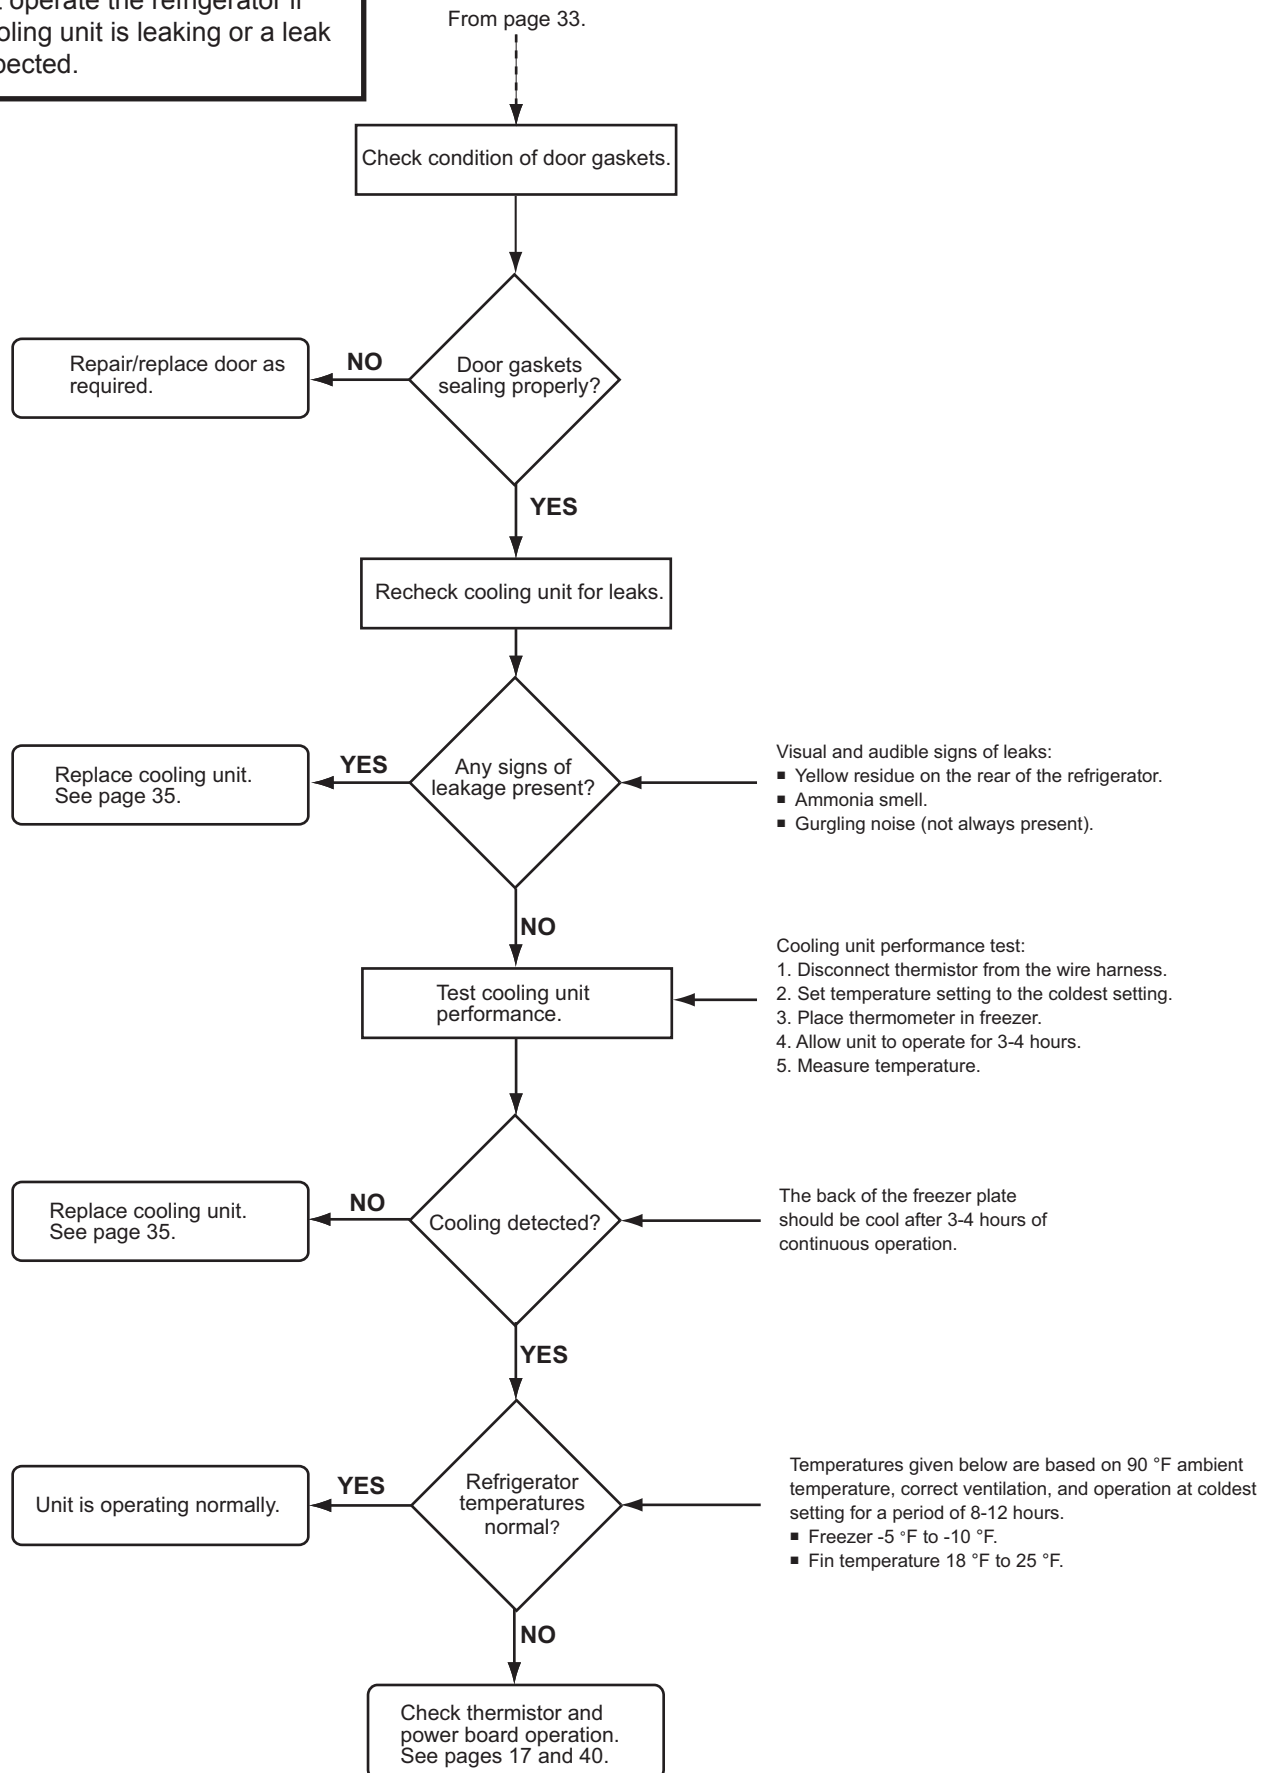 operate the refrigerator if
unit is leaking or a leak
From page 33.
Check condition of door gaskets.
Door gaskets
sealing properly?
NO
Repair/replace door as
required.
YES
Recheck cooling unit for leaks.
Any signs of
leakage present?
YES
Replace cooling unit.
See page 35.
Visual and audible signs of leaks:
■ Yellow residue on the rear of the refrigerator.
■ Ammonia smell.
■ Gurgling noise (not always present).
NO
Test cooling unit
performance.
Cooling unit performance test:
1. Disconnect thermistor from the wire harness.
2. Set temperature setting to the coldest setting.
3. Place thermometer in freezer.
4. Allow unit to operate for 3-4 hours.
5. Measure temperature.
Cooling detected?
NO
Replace cooling unit.
See page 35.
The back of the freezer plate
should be cool after 3-4 hours of
continuous operation.
YES
Refrigerator
temperatures
normal?
YES
Unit is operating normally.
Temperatures given below are based on 90 °F ambient
temperature, correct ventilation, and operation at coldest
setting for a period of 8-12 hours.
■ Freezer -5 °F to -10 °F.
■ Fin temperature 18 °F to 25 °F.
NO
Check thermistor and
power board operation.
See pages 17 and 40.